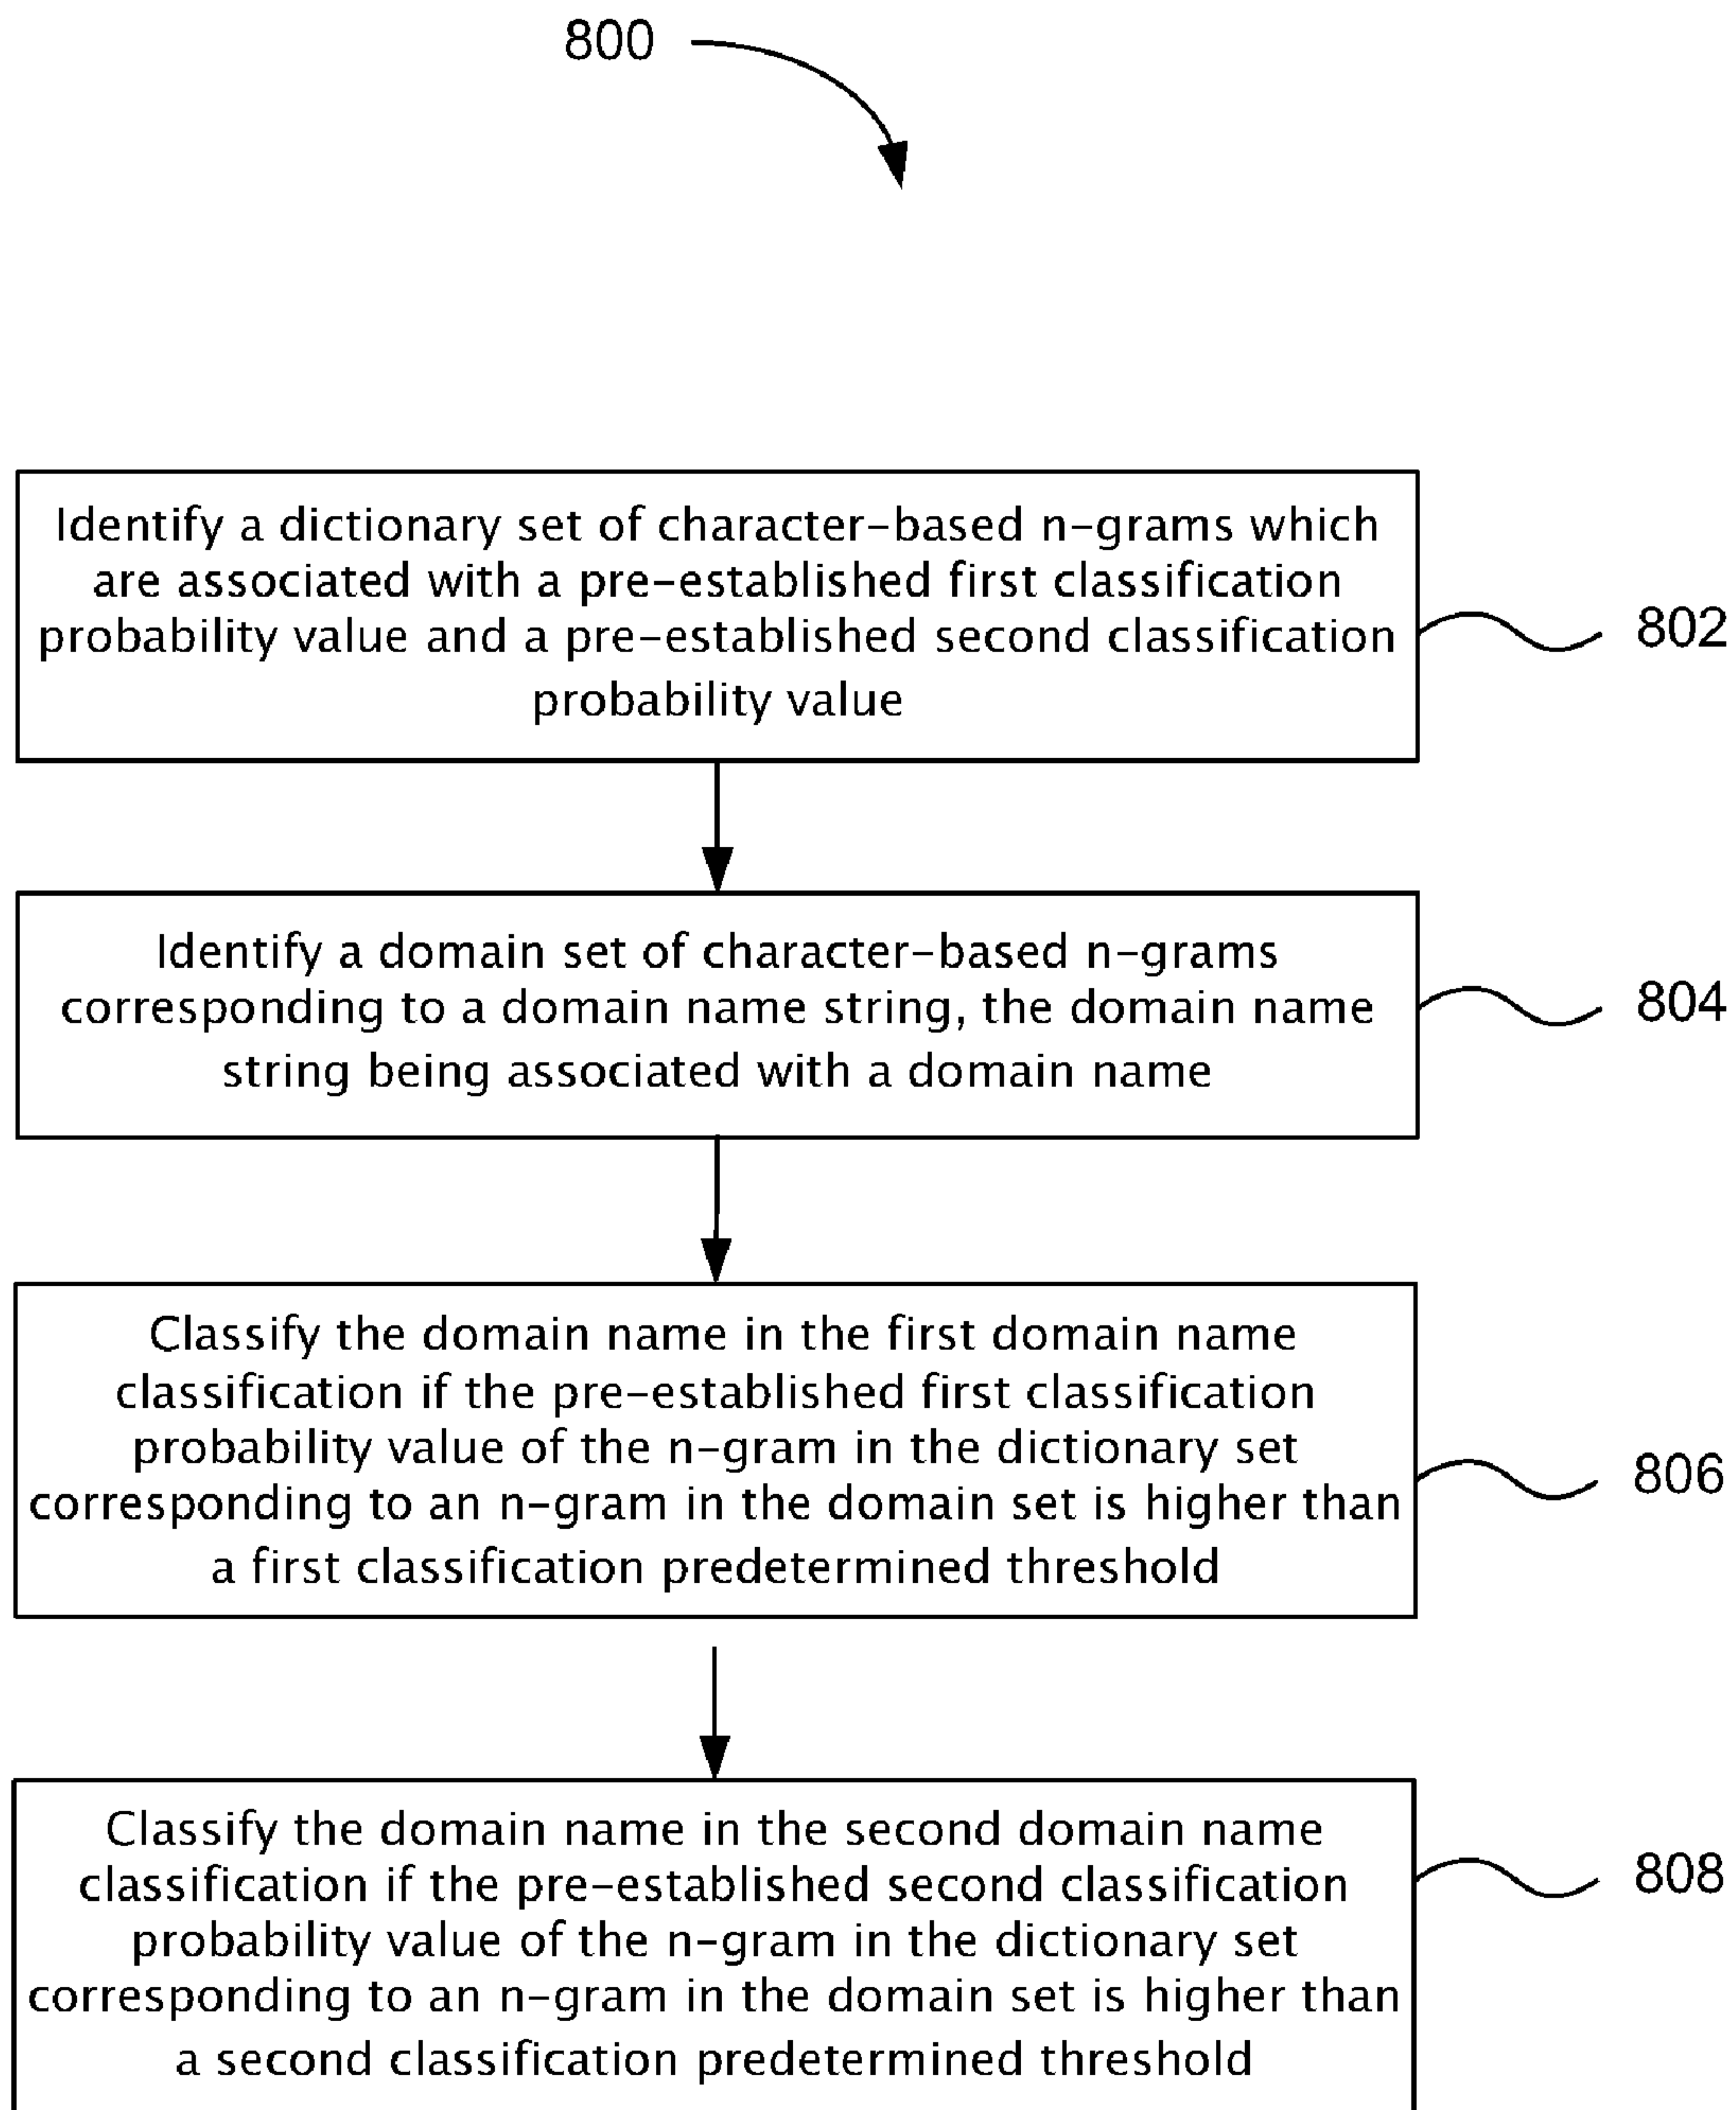 800
Identify a dictionary set of character-based n-grams which
are associated with a pre-established first classification
probability value and a pre-established second classification
probability value
802
Identify a domain set of character-based n-grams
corresponding to a domain name string, the domain name
string being associated with a domain name
804
Classify the domain name in the first domain name
classification if the pre-established first classification
probability value of the n-gram in the dictionary set
corresponding to an n-gram in the domain set is higher than
a first classification predetermined threshold
806
Classify the domain name in the second domain name
classification if the pre-established second classification
probability value of the n-gram in the dictionary set
corresponding to an n-gram in the domain set is higher than
a second classification predetermined threshold
808